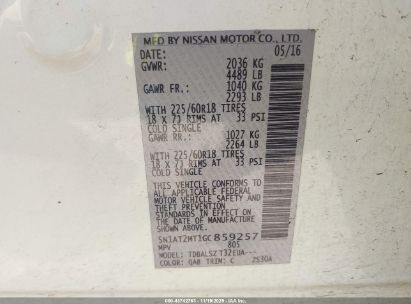 MFD BY NISSAN MOTOR CO., LTD.
DATE: 05/16
GVWR: 2036 KG
4489 LB
GAWR FR.: 1040 KG
2293 LB
WITH 225/60R18 TIRES
18 X 7J RIMS AT 33 PSI
COLD SINGLE
GAWR RR.: 1027 KG
2264 LB
WITH 225/60R18 TIRES
18 X 7J RIMS AT 33 PSI
COLD SINGLE
THIS VEHICLE CONFORMS TO
ALL APPLICABLE FEDERAL
MOTOR VEHICLE SAFETY AND
THEFT PREVENTION
STANDARDS IN EFFECT ON
THE DATE OF MANUFACTURE
SHOWN ABOVE.
5N1AT2MT1GC859257
MPV 805
MODEL: TDBALSZT32EUA---
COLOR: QAB TRIM: C 2S30A